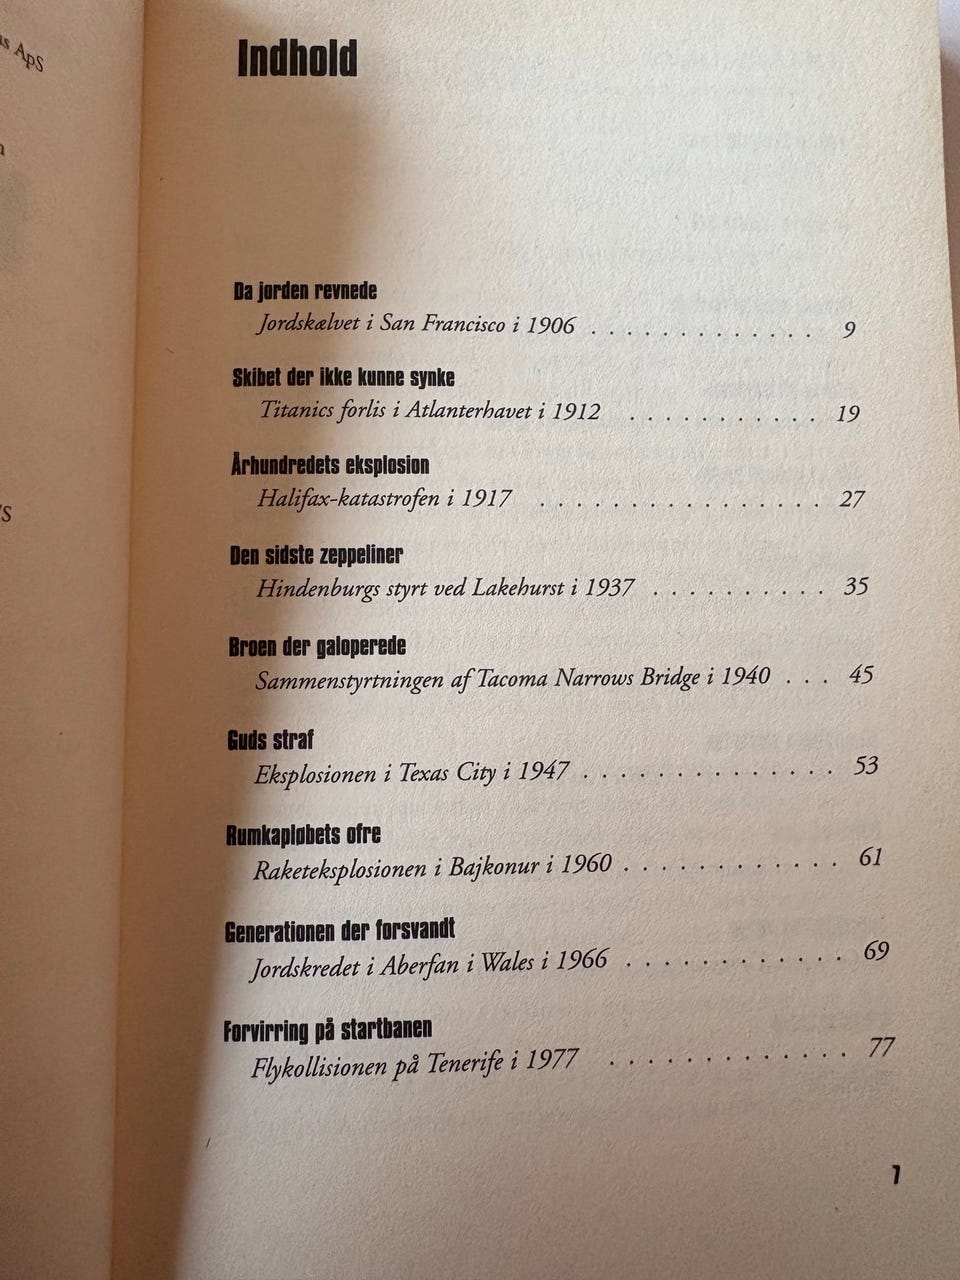 ApS
Indhold
Da jorden revnede
Jordskælvet i San Francisco i 1906 . . . . . . . . . . . . . 9
Skibet der ikke kunne synke
Titanics forlis i Atlanterhavet i 1912 . . . . . . . . . . . 19
Århundredets eksplosion
Halifax-katastrofen i 1917 . . . . . . . . . . . . . . . . 27
Den sidste zeppeliner
Hindenburgs styrt ved Lakehurst i 1937 . . . . . . . . . . 35
Broen der galoperede
Sammenstyrtningen af Tacoma Narrows Bridge i 1940 . . . 45
Guds straf
Eksplosionen i Texas City i 1947 . . . . . . . . . . . . . . 53
Rumkapløbets ofre
Raketeksplosionen i Bajkonur i 1960 . . . . . . . . . . . . 61
Generationen der forsvandt
Jordskredet i Aberfan i Wales i 1966 . . . . . . . . . . . . 69
Forvirring på startbanen
Flykollisionen på Tenerife i 1977 . . . . . . . . . . . . . 77
7